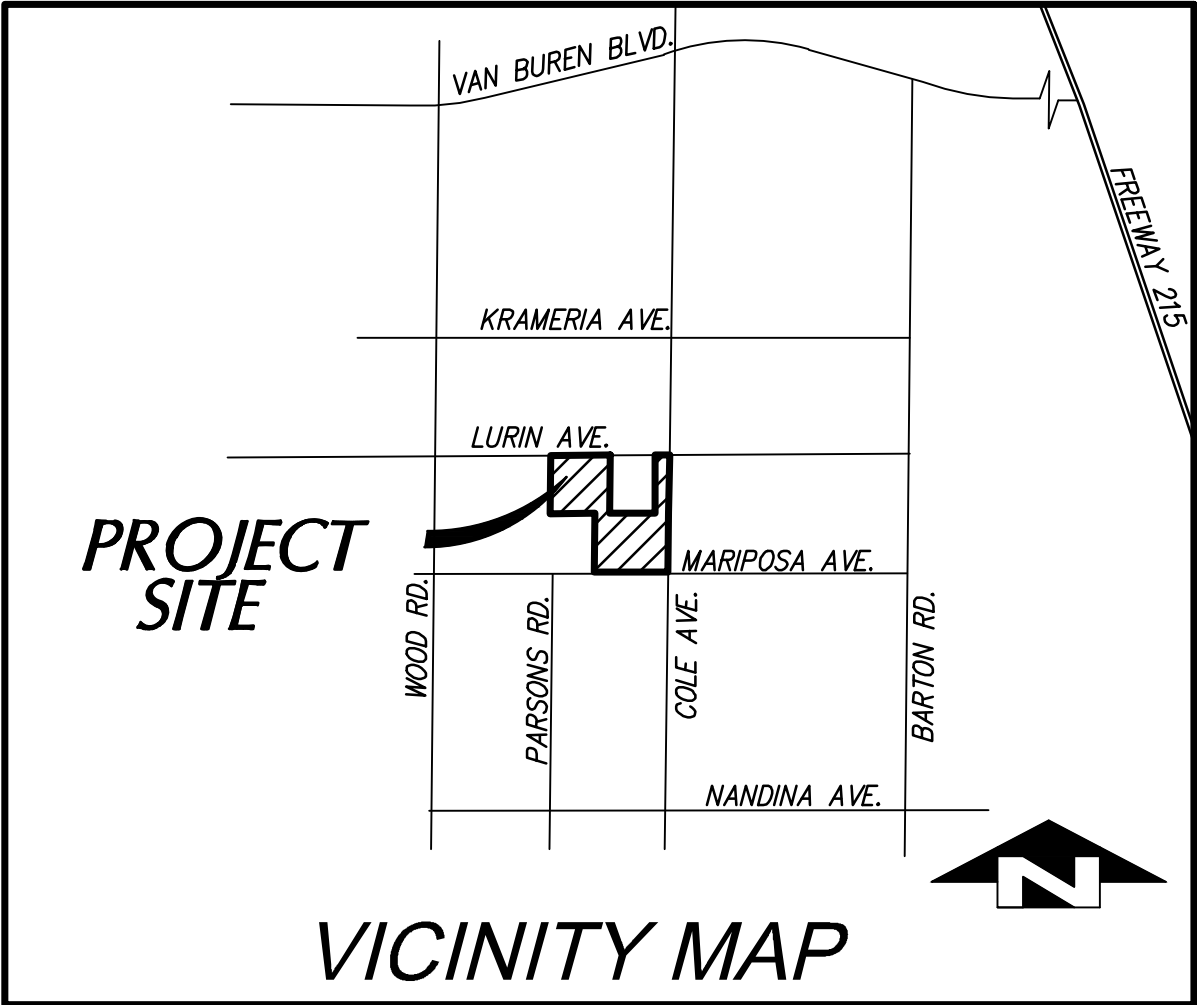 VAN BUREN BLVD.
FREEWAY 215
KRAMERIA AVE.
LURIN AVE.
PROJECT
SITE
MARIPOSA AVE.
WOOD RD.
PARSONS RD.
COLE AVE.
BARTON RD.
NANDINA AVE.
N
VICINITY MAP